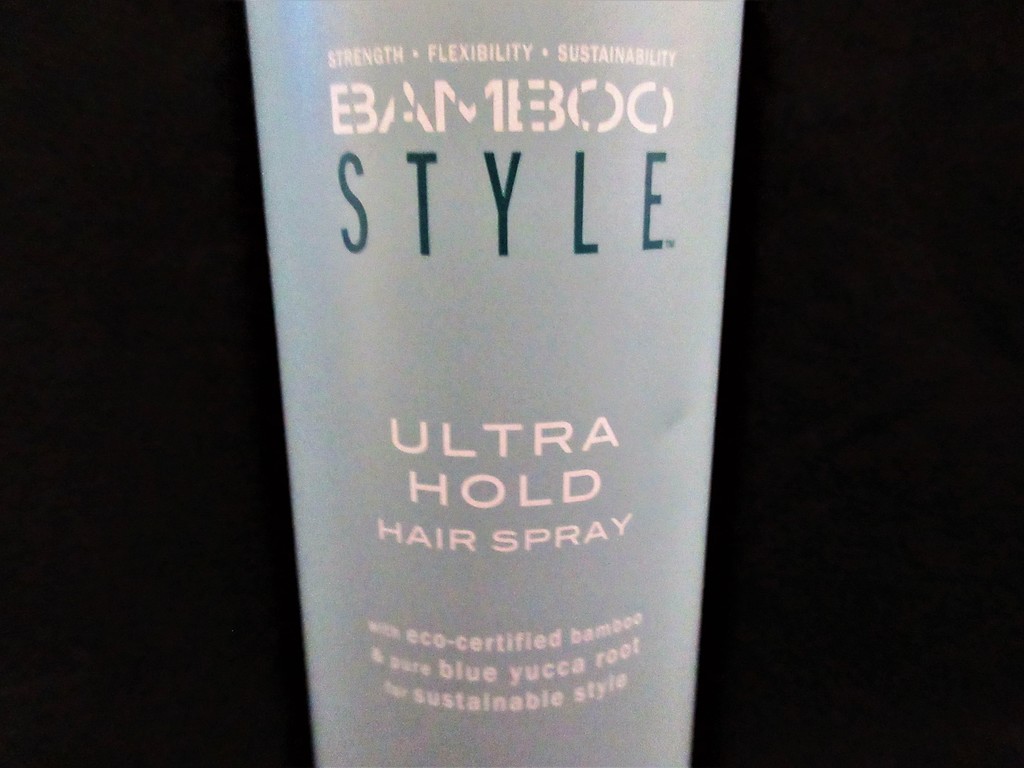 STRENGTH • FLEXIBILITY • SUSTAINABILITY
BAMBOO
STYLE™
ULTRA
HOLD
HAIR SPRAY
with eco-certified bamboo
& pure blue yucca root
for sustainable style